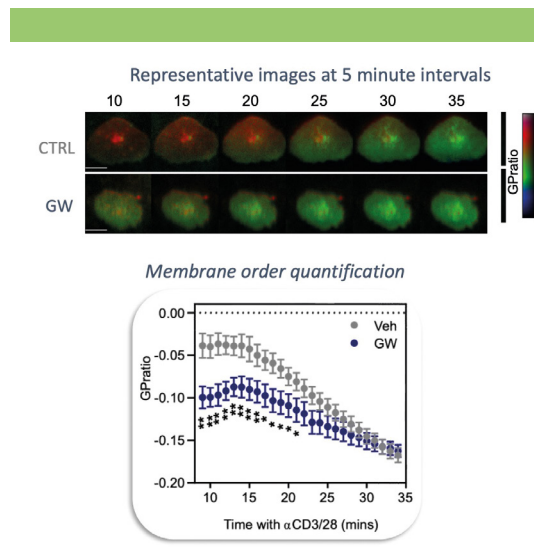 Representative images at 5 minute intervals
10 15 20 25 30 35
CTRL
GW
GPratio
Membrane order quantification
0.00
-0.05
-0.10
-0.15
-0.20
GPratio
Veh
GW
** ** ** ** ** ** ** ** * * * *
10 15 20 25 30 35
Time with αCD3/28 (mins)